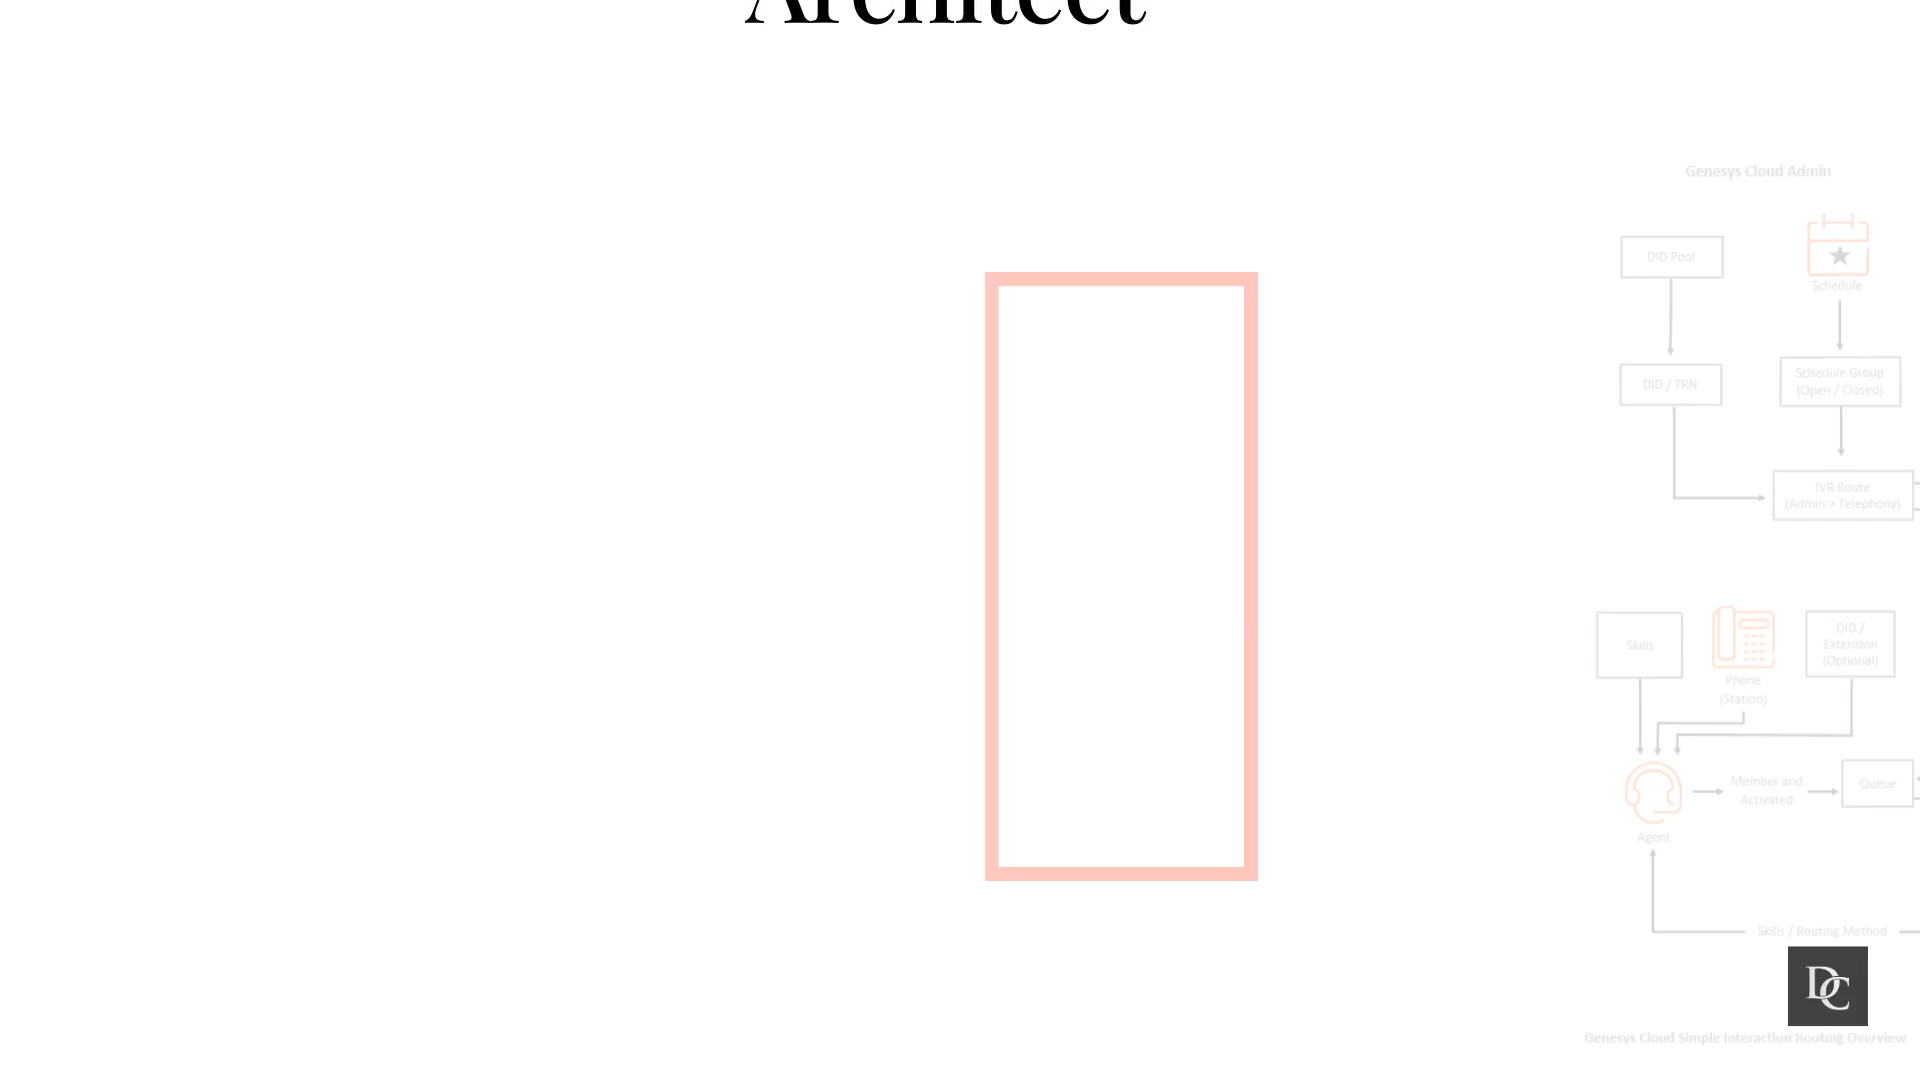 Architect
Genesys Cloud Admin
DID Pool
Schedule
DID / TRN
Schedule Group
(Open / Closed)
IVR Route
(Admin > Telephony)
Skills
Phone
(Station)
DID /
Extension
(Optional)
Member and
Activated
Queue
Agent
Skills / Routing Method
DC
Genesys Cloud Simple Interaction Routing Overview